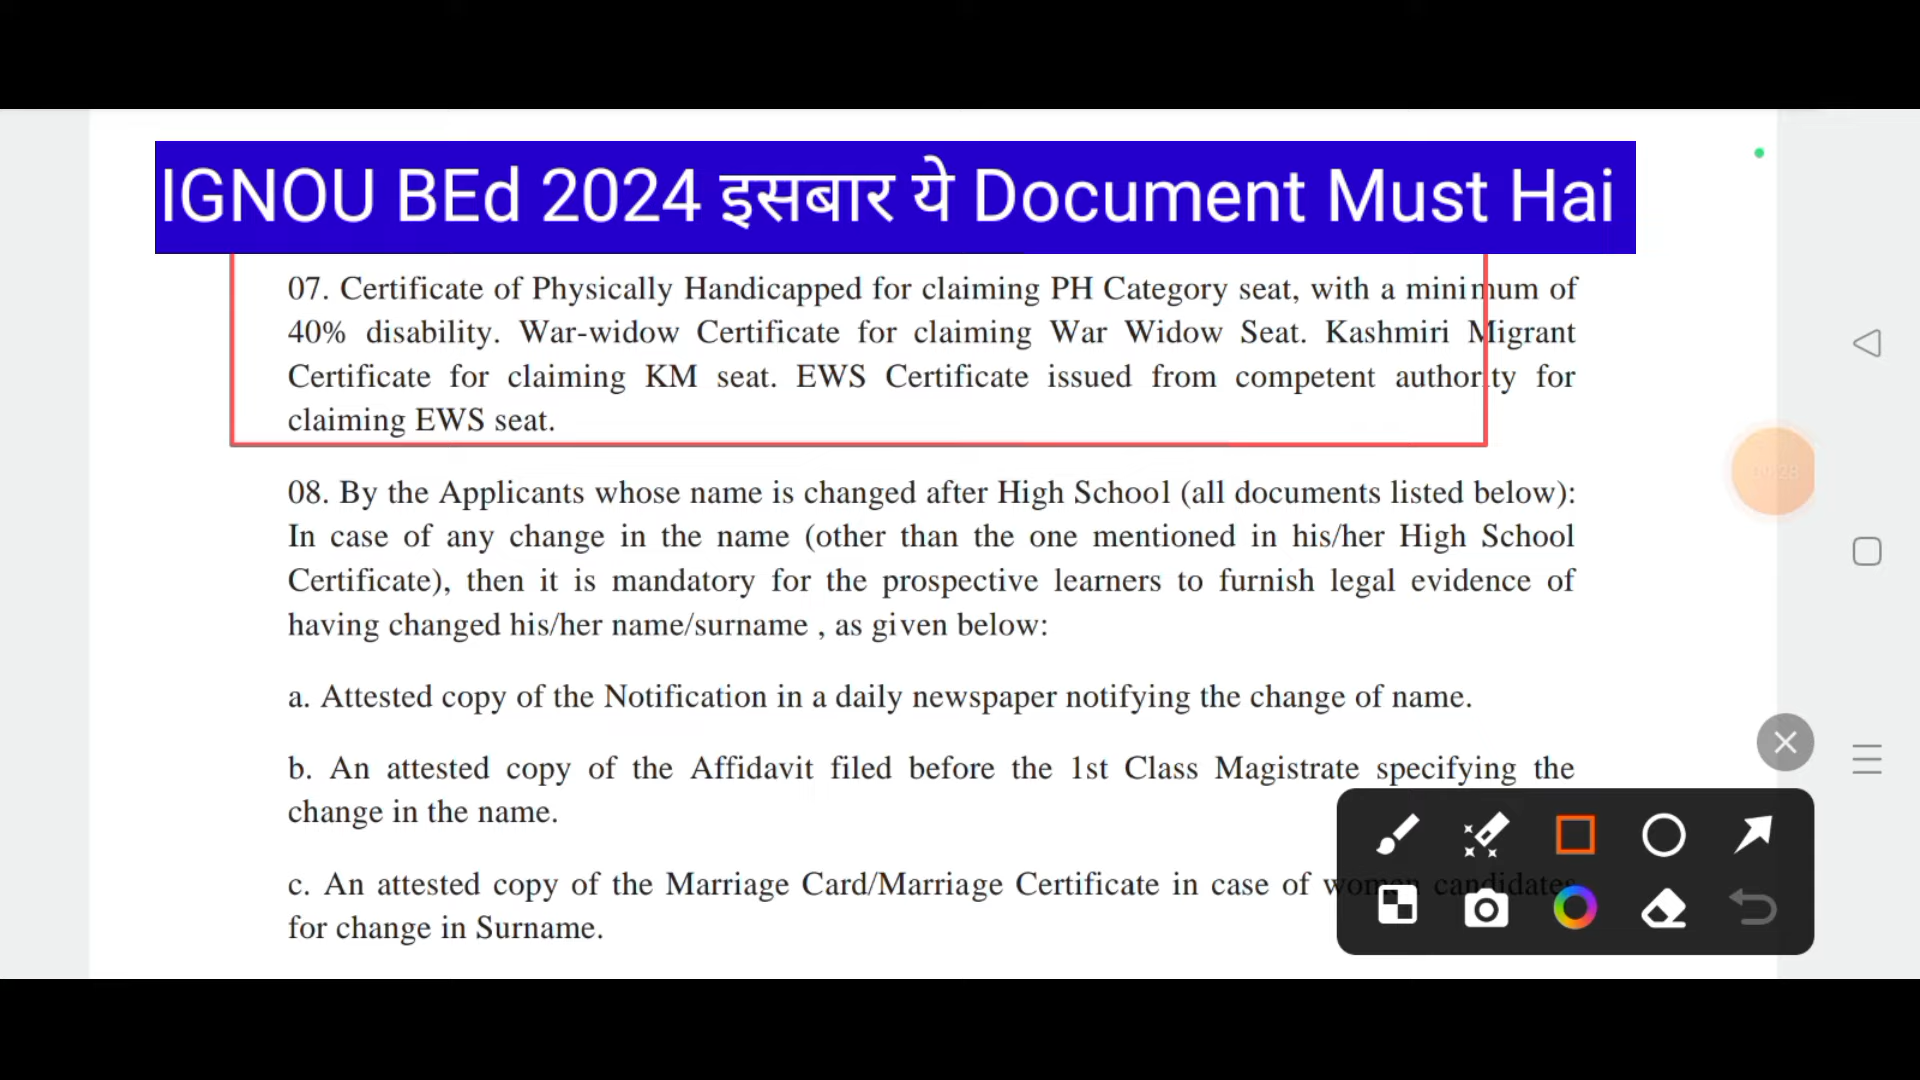 IGNOU BEd 2024 इसबार ये Document Must Hai
07. Certificate of Physically Handicapped for claiming PH Category seat, with a minimum of
40% disability. War-widow Certificate for claiming War Widow Seat. Kashmiri Migrant
Certificate for claiming KM seat. EWS Certificate issued from competent authority for
claiming EWS seat.
08. By the Applicants whose name is changed after High School (all documents listed below):
In case of any change in the name (other than the one mentioned in his/her High School
Certificate), then it is mandatory for the prospective learners to furnish legal evidence of
having changed his/her name/surname , as given below:
a. Attested copy of the Notification in a daily newspaper notifying the change of name.
b. An attested copy of the Affidavit filed before the 1st Class Magistrate specifying the
change in the name.
c. An attested copy of the Marriage Card/Marriage Certificate in case of women candidates
for change in Surname.